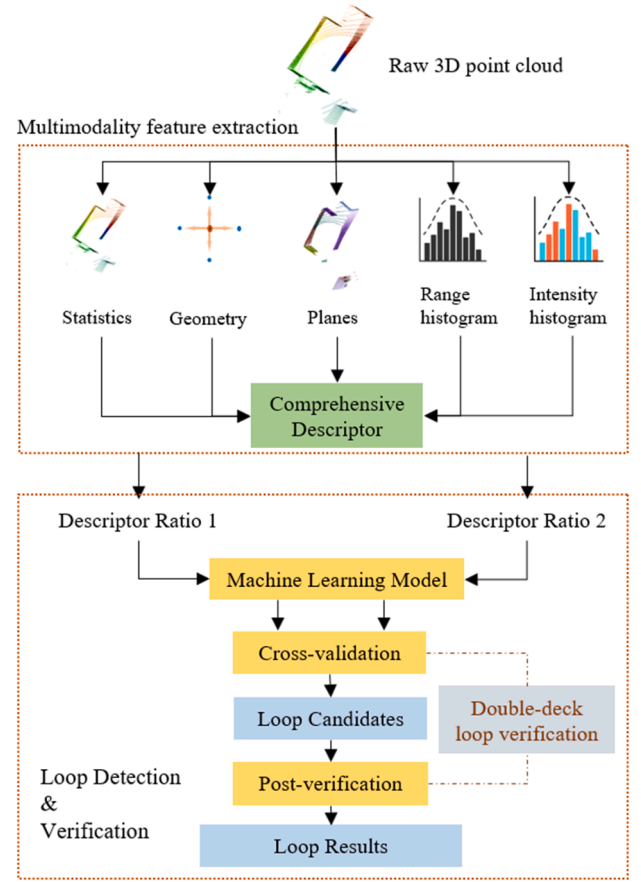 Raw 3D point cloud
Multimodality feature extraction
Statistics
Geometry
Planes
Range
histogram
Intensity
histogram
Comprehensive
Descriptor
Descriptor Ratio 1
Descriptor Ratio 2
Machine Learning Model
Cross-validation
Loop Candidates
Double-deck
loop verification
Post-verification
Loop Detection
&
Verification
Loop Results